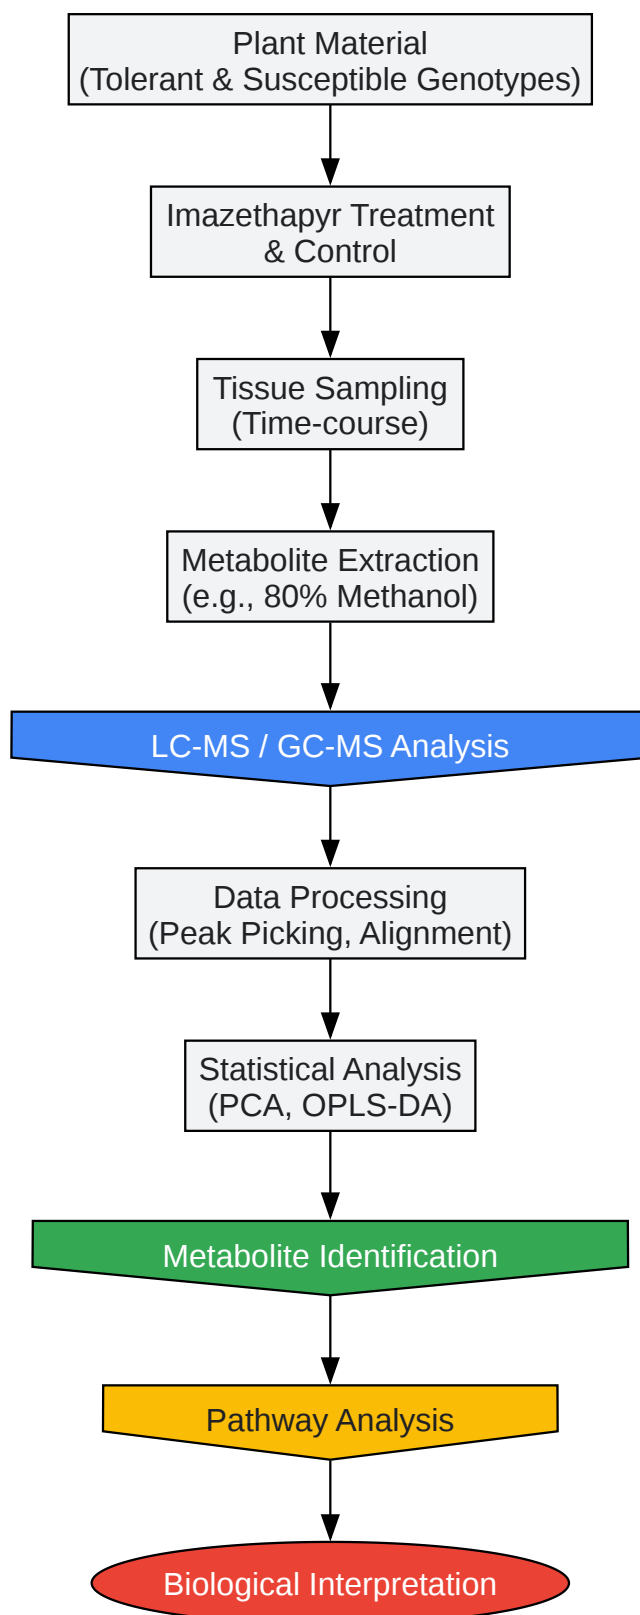 Plant Material
(Tolerant & Susceptible Genotypes)
Imazethapyr Treatment
& Control
Tissue Sampling
(Time-course)
Metabolite Extraction
(e.g., 80% Methanol)
LC-MS / GC-MS Analysis
Data Processing
(Peak Picking, Alignment)
Statistical Analysis
(PCA, OPLS-DA)
Metabolite Identification
Pathway Analysis
Biological Interpretation